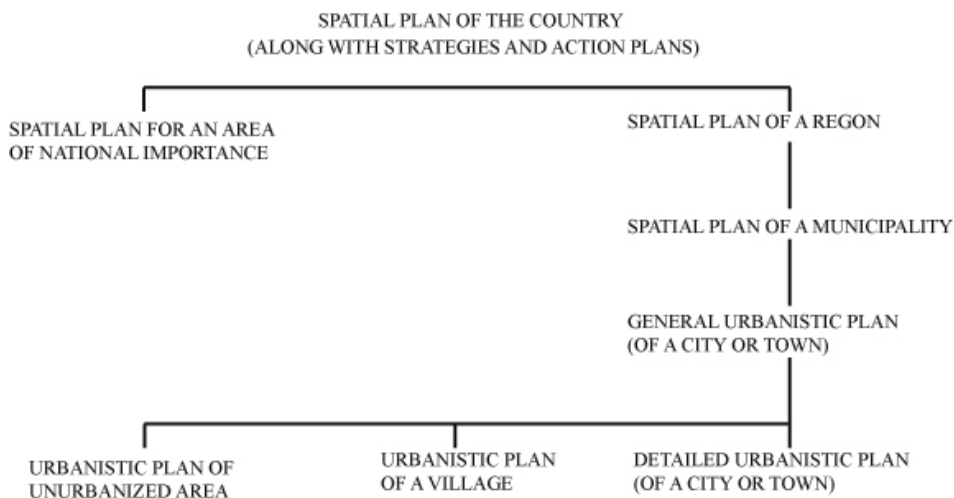 SPATIAL PLAN OF THE COUNTRY
(ALONG WITH STRATEGIES AND ACTION PLANS)
SPATIAL PLAN FOR AN AREA
OF NATIONAL IMPORTANCE
SPATIAL PLAN OF A REGON
SPATIAL PLAN OF A MUNICIPALITY
GENERAL URBANISTIC PLAN
(OF A CITY OR TOWN)
URBANISTIC PLAN OF
UNURBANIZED AREA
URBANISTIC PLAN
OF A VILLAGE
DETAILED URBANISTIC PLAN
(OF A CITY OR TOWN)